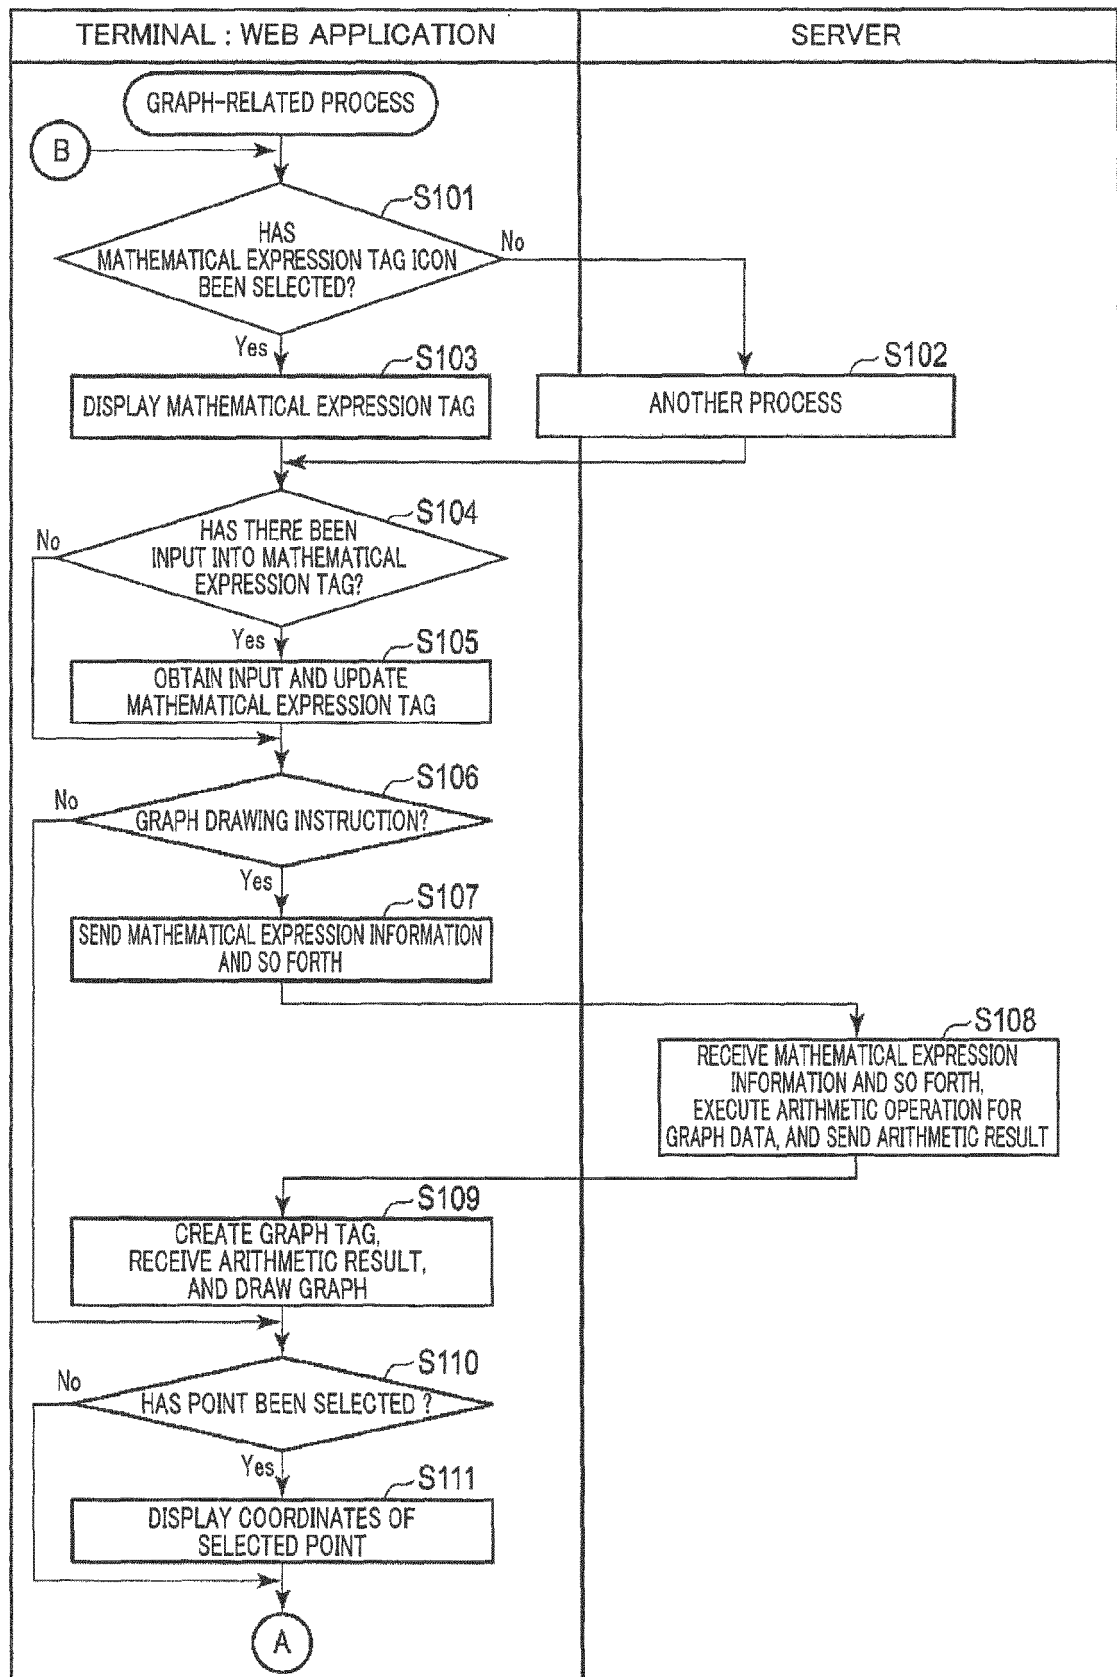 TERMINAL : WEB APPLICATION
SERVER
GRAPH-RELATED PROCESS
B
S101
HAS
MATHEMATICAL EXPRESSION TAG ICON
BEEN SELECTED?
No
Yes
S103
DISPLAY MATHEMATICAL EXPRESSION TAG
S102
ANOTHER PROCESS
S104
HAS THERE BEEN
INPUT INTO MATHEMATICAL
EXPRESSION TAG?
No
Yes
S105
OBTAIN INPUT AND UPDATE
MATHEMATICAL EXPRESSION TAG
S106
No
GRAPH DRAWING INSTRUCTION?
Yes
S107
SEND MATHEMATICAL EXPRESSION INFORMATION
AND SO FORTH
S108
RECEIVE MATHEMATICAL EXPRESSION
INFORMATION AND SO FORTH,
EXECUTE ARITHMETIC OPERATION FOR
GRAPH DATA, AND SEND ARITHMETIC RESULT
S109
CREATE GRAPH TAG,
RECEIVE ARITHMETIC RESULT,
AND DRAW GRAPH
S110
No
HAS POINT BEEN SELECTED ?
Yes
S111
DISPLAY COORDINATES OF
SELECTED POINT
A